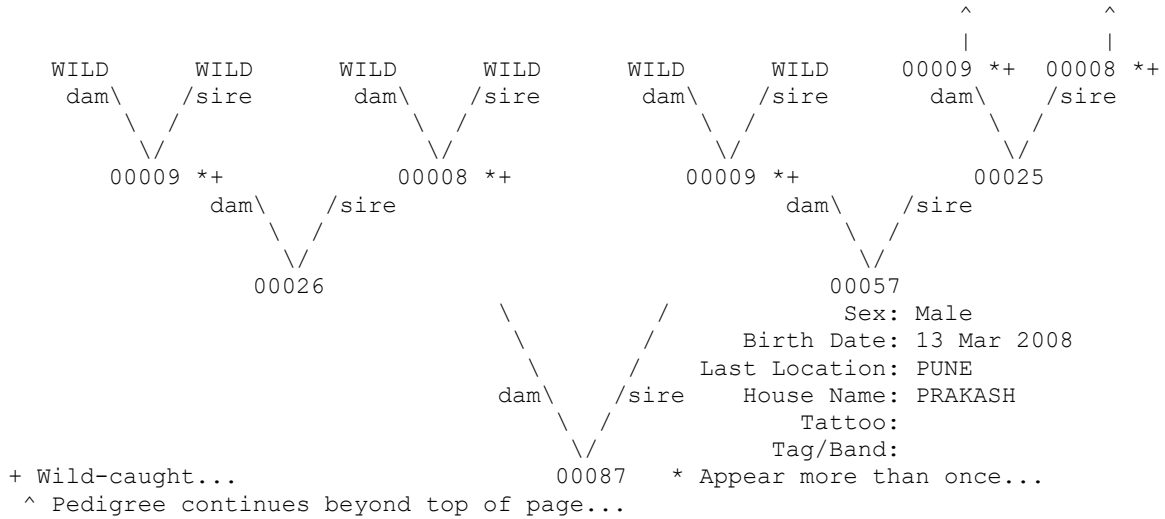 ^ ^
| |
WILD WILD WILD WILD WILD WILD 00009 *+ 00008 *+
dam\ /sire dam\ /sire dam\ /sire dam\ /sire
\ / \ / \ / \ /
\/ \/ \/ \/
00009 *+ 00008 *+ 00009 *+ 00025
dam\ /sire dam\ /sire
\ / \ /
\/ \/
00026 00057
\ / Sex: Male
\ / Birth Date: 13 Mar 2008
\ / Last Location: PUNE
dam\ /sire House Name: PRAKASH
\ / Tattoo:
\/ Tag/Band:
+ Wild-caught... 00087 * Appear more than once...
^ Pedigree continues beyond top of page...